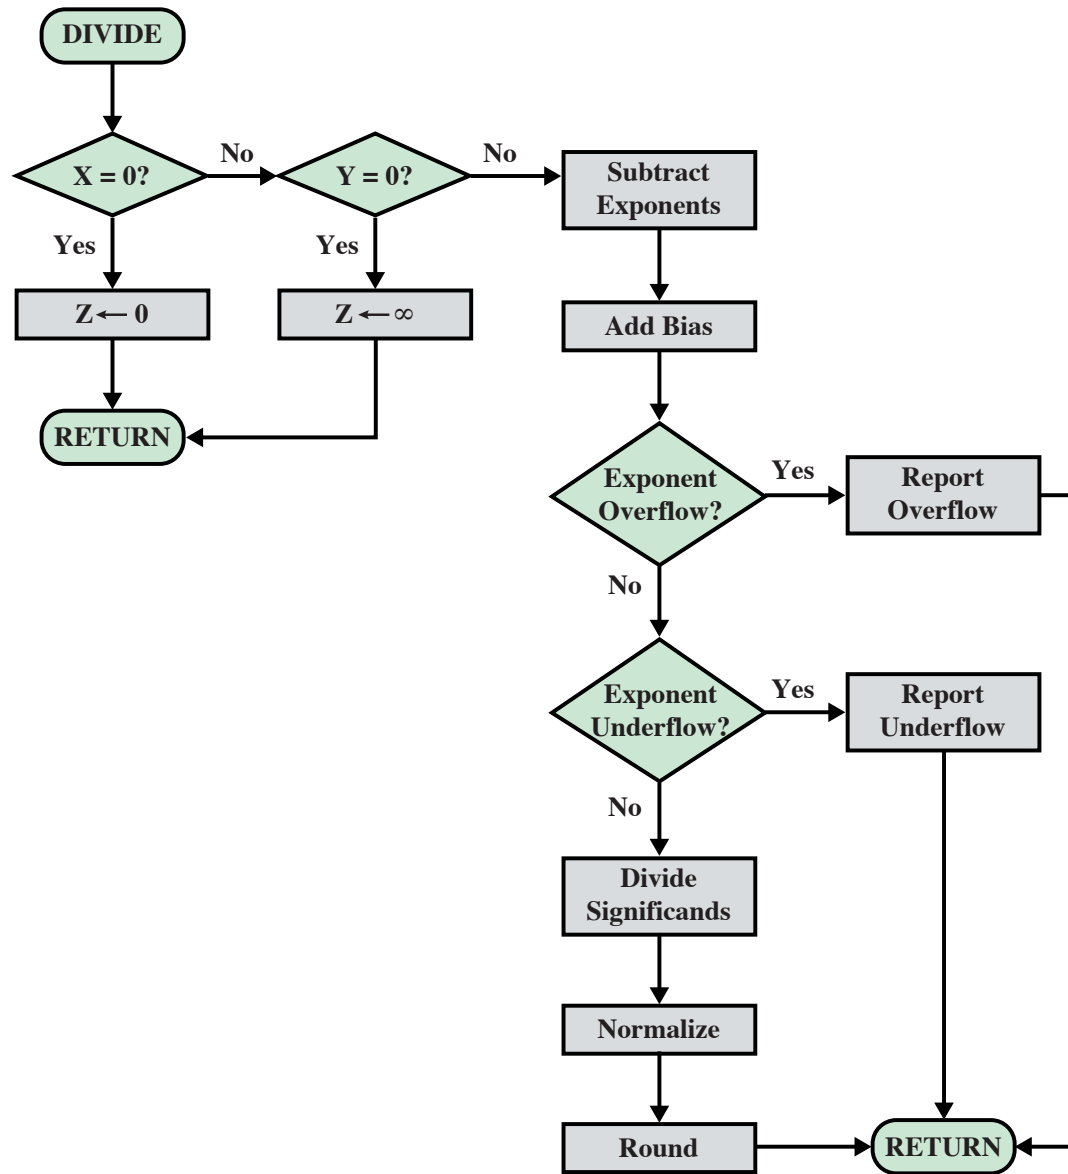 DIVIDE
X = 0?
No
Y = 0?
No
Subtract
Exponents
Yes
Yes
Z ← 0
Z ← ∞
Add Bias
RETURN
Exponent
Overflow?
Yes
Report
Overflow
No
Exponent
Underflow?
Yes
Report
Underflow
No
Divide
Significands
Normalize
Round
RETURN